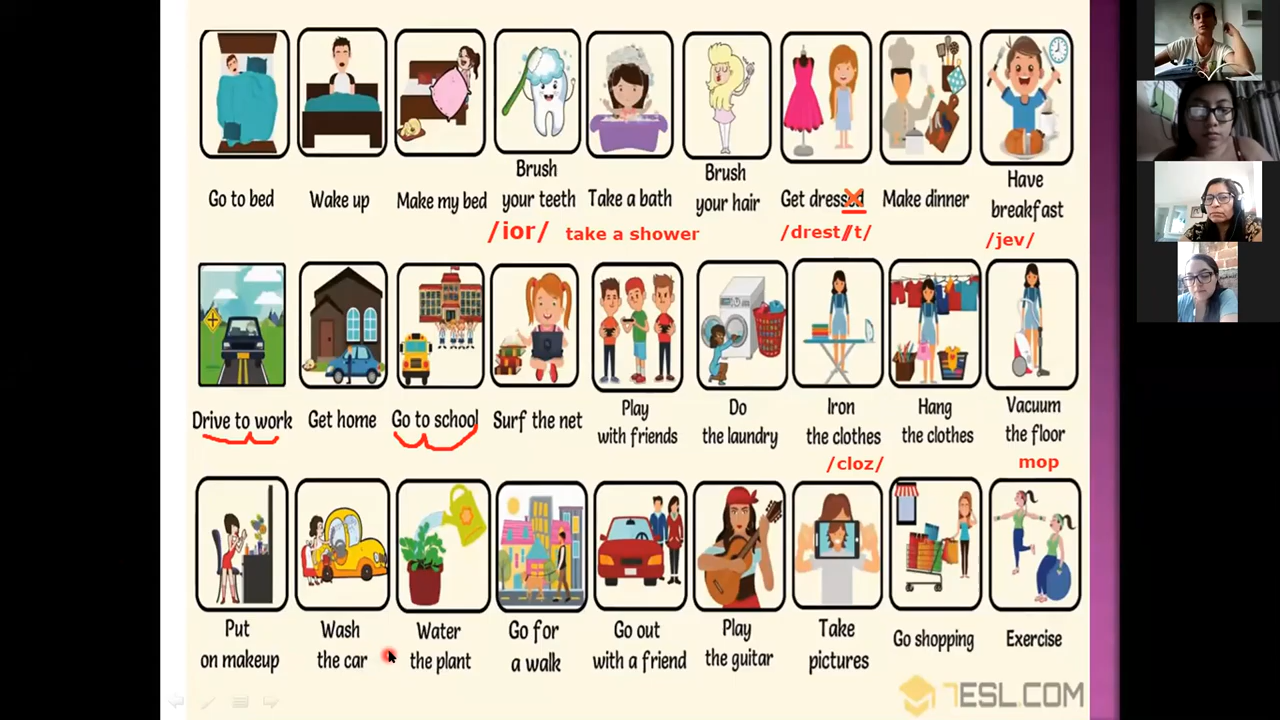 Go to bed
Wake up
Make my bed
Brush
your teeth
Take a bath
Brush
your hair
Get dressed
Make dinner
Have
breakfast
/ior/
take a shower
/drest/t/
/jev/
Drive to work
Get home
Go to school
Surf the net
Play
with friends
Do
the laundry
Iron
the clothes
Hang
the clothes
Vacuum
the floor
/cloz/
mop
Put
on makeup
Wash
the car
Water
the plant
Go for
a walk
Go out
with a friend
Play
the guitar
Take
pictures
Go shopping
Exercise
7ESL.COM